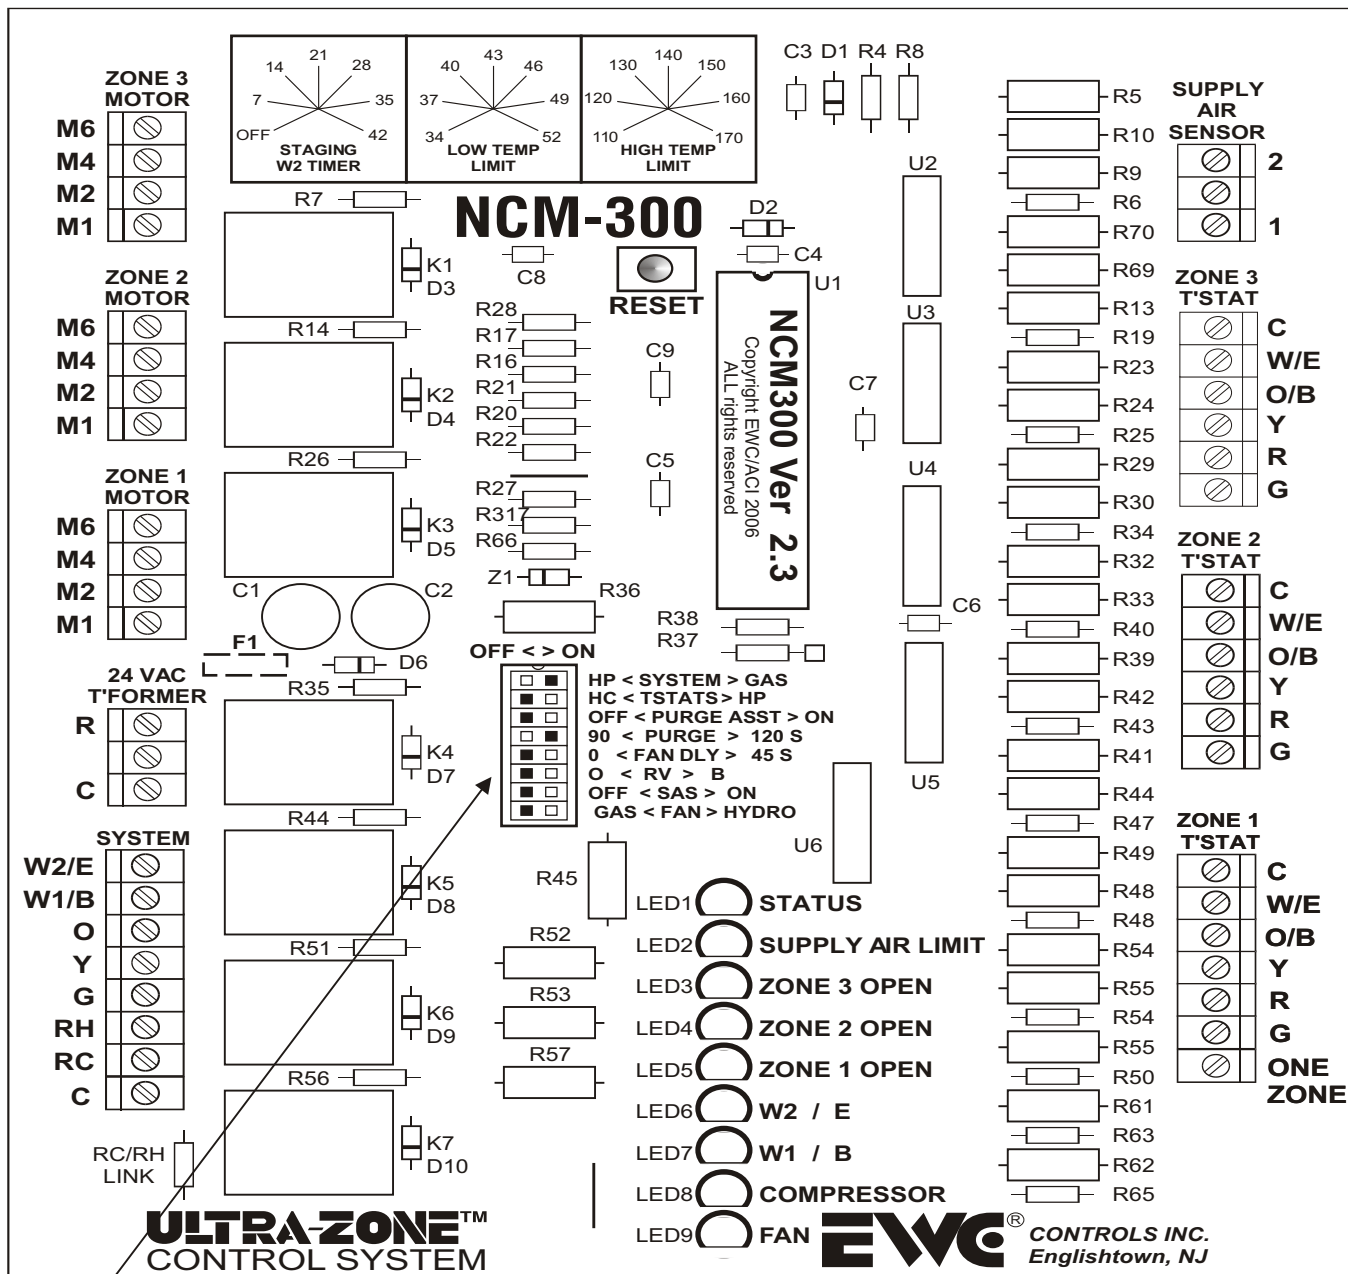 ZONE 3
MOTOR
M6
M4
M2
M1
ZONE 2
MOTOR
M6
M4
M2
M1
ZONE 1
MOTOR
M6
M4
M2
M1
24 VAC
T'FORMER
R
C
SYSTEM
W2/E
W1/B
O
Y
G
RH
RC
C
RC/RH
LINK
OFF 7 14 21 28 35 42
STAGING
W2 TIMER
34 37 40 43 46 49 52
LOW TEMP
LIMIT
110 120 130 140 150 160 170
HIGH TEMP
LIMIT
R7
K1
D3
R14
K2
D4
R26
K3
D5
C1
C2
F1
D6
R35
K4
D7
R44
K5
D8
R51
K6
D9
R56
K7
D10
NCM-300
C8
RESET
D2
C4
U1
R28
R17
R16
R21
R20
R22
R27
R317
R66
Z1
R36
C9
C5
NCM300 Ver 2.3
Copyright EWC/ACI 2006
ALL rights reserved
R38
R37
OFF < > ON
HP < SYSTEM > GAS
HC < TSTATS > HP
OFF < PURGE ASST > ON
90 < PURGE > 120 S
0 < FAN DLY > 45 S
O < RV > B
OFF < SAS > ON
GAS < FAN > HYDRO
R45
R52
R53
R57
LED1 STATUS
LED2 SUPPLY AIR LIMIT
LED3 ZONE 3 OPEN
LED4 ZONE 2 OPEN
LED5 ZONE 1 OPEN
LED6 W2 / E
LED7 W1 / B
LED8 COMPRESSOR
LED9 FAN
C3 D1 R4 R8
U2
U3
C7
U4
C6
U5
U6
R5
R10
R9
R6
R70
R69
R13
R19
R23
R24
R25
R29
R30
R34
R32
R33
R40
R39
R42
R43
R41
R44
R47
R49
R48
R48
R54
R55
R54
R55
R50
R61
R63
R62
R65
SUPPLY
AIR
SENSOR
2
1
ZONE 3
T'STAT
C
W/E
O/B
Y
R
G
ZONE 2
T'STAT
C
W/E
O/B
Y
R
G
ZONE 1
T'STAT
C
W/E
O/B
Y
R
G
ONE
ZONE
ULTRA-ZONE™
CONTROL SYSTEM
EWC®
CONTROLS INC.
Englishtown, NJ